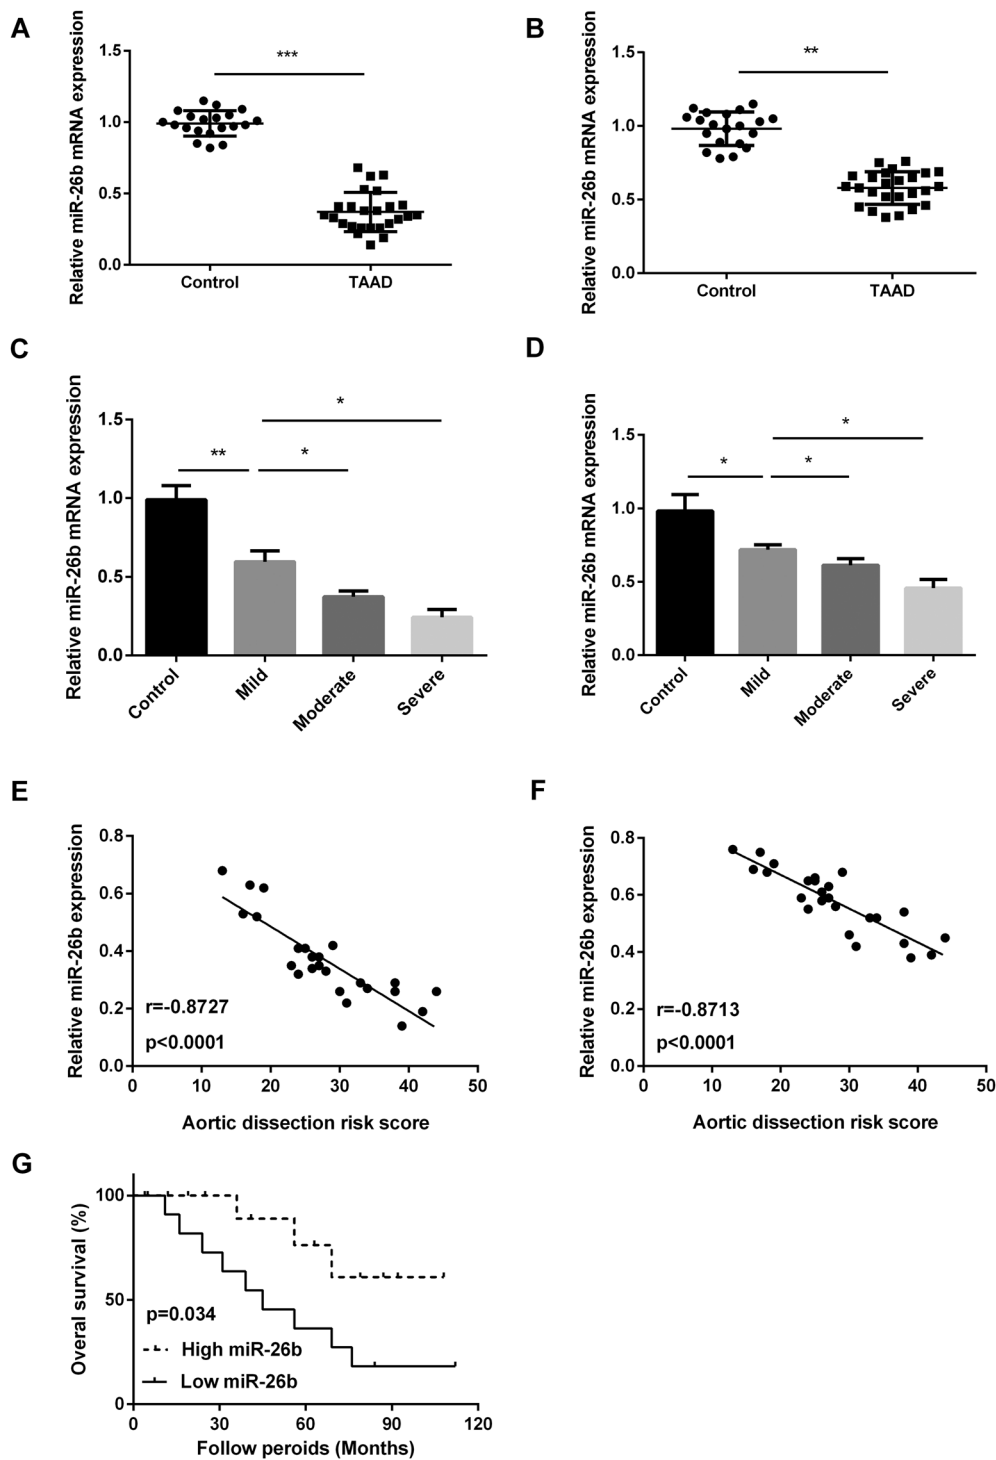 A
Relative miR-26b mRNA expression
1.5
1.0
0.5
0.0
***
Control
TAAD
B
Relative miR-26b mRNA expression
1.5
1.0
0.5
0.0
**
Control
TAAD
C
Relative miR-26b mRNA expression
1.5
1.0
0.5
0.0
*
**
*
Control
Mild
Moderate
Severe
D
Relative miR-26b mRNA expression
1.5
1.0
0.5
0.0
*
*
*
Control
Mild
Moderate
Severe
E
Relative miR-26b expression
0.8
0.6
0.4
0.2
0.0
r=-0.8727
p<0.0001
0 10 20 30 40 50
Aortic dissection risk score
F
Relative miR-26b expression
0.8
0.6
0.4
0.2
0.0
r=-0.8713
p<0.0001
0 10 20 30 40 50
Aortic dissection risk score
G
Overal survival (%)
100
50
0
p=0.034
High miR-26b
Low miR-26b
0 30 60 90 120
Follow peroids (Months)